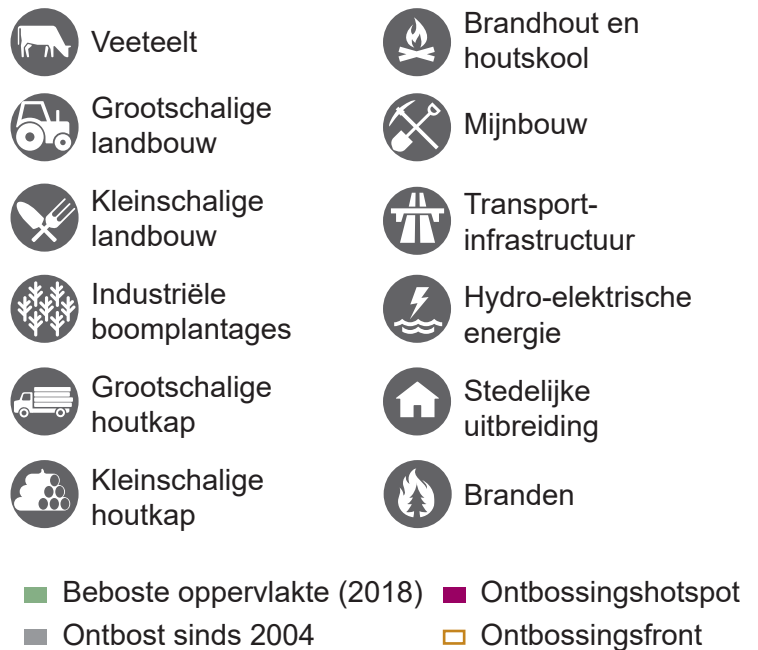 Veeteelt
Grootschalige
landbouw
Kleinschalige
landbouw
Industriële
boomplantages
Grootschalige
houtkap
Kleinschalige
houtkap
Brandhout en
houtskool
Mijnbouw
Transport-
infrastructuur
Hydro-elektrische
energie
Stedelijke
uitbreiding
Branden
Beboste oppervlakte (2018)
Ontbost sinds 2004
Ontbossingshotspot
Ontbossingsfront